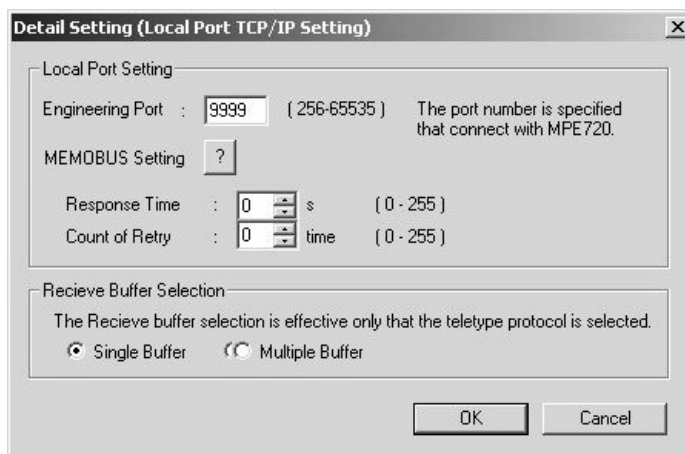 Detail Setting (Local Port TCP/IP Setting)
Local Port Setting
Engineering Port : 9999 ( 256-65535 ) The port number is specified
that connect with MPE720.
MEMOBUS Setting ?
Response Time : 0 s ( 0 - 255 )
Count of Retry : 0 time ( 0 - 255 )
Recieve Buffer Selection
The Recieve buffer selection is effective only that the teletype protocol is selected.
Single Buffer Multiple Buffer
OK Cancel